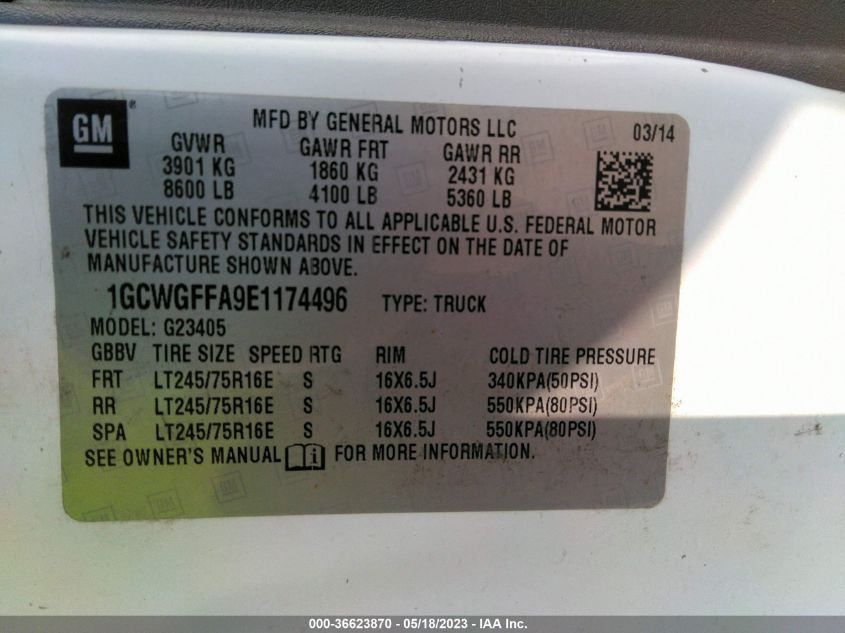 GM ®
MFD BY GENERAL MOTORS LLC 03/14
GVWR GAWR FRT GAWR RR
3901 KG 1860 KG 2431 KG
8600 LB 4100 LB 5360 LB
THIS VEHICLE CONFORMS TO ALL APPLICABLE U.S. FEDERAL MOTOR
VEHICLE SAFETY STANDARDS IN EFFECT ON THE DATE OF
MANUFACTURE SHOWN ABOVE.
1GCWGFFA9E1174496 TYPE: TRUCK
MODEL: G23405
GBBV TIRE SIZE SPEED RTG RIM COLD TIRE PRESSURE
FRT LT245/75R16E S 16X6.5J 340KPA(50PSI)
RR LT245/75R16E S 16X6.5J 550KPA(80PSI)
SPA LT245/75R16E S 16X6.5J 550KPA(80PSI)
SEE OWNER'S MANUAL i FOR MORE INFORMATION.
000-36623870 - 05/18/2023 - IAA Inc.